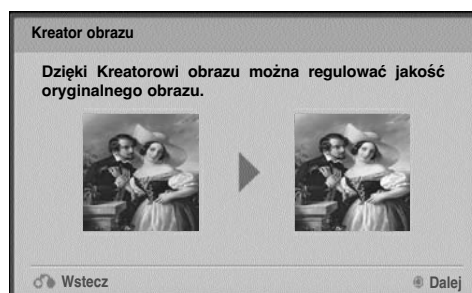 Kreator obrazu
Dzięki Kreatorowi obrazu można regulować jakość
oryginalnego obrazu.
Wstecz
Dalej